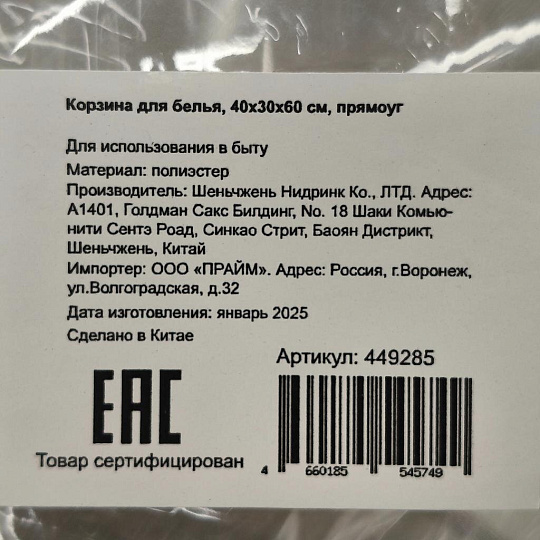 Корзина для белья, 40х30х60 см, прямоуг
Для использования в быту
Материал: полиэстер
Производитель: Шеньчжень Нидринк Ко., ЛТД. Адрес:
А1401, Голдман Сакс Билдинг, No. 18 Шаки Комью-
нити Сентэ Роад, Синкао Стрит, Баоян Дистрикт,
Шеньчжень, Китай
Импортер: ООО «ПРАЙМ». Адрес: Россия, г.Воронеж,
ул.Волгоградская, д.32
Дата изготовления: январь 2025
Сделано в Китае
Артикул: 449285
EAC
Товар сертифицирован
4 660185 545749